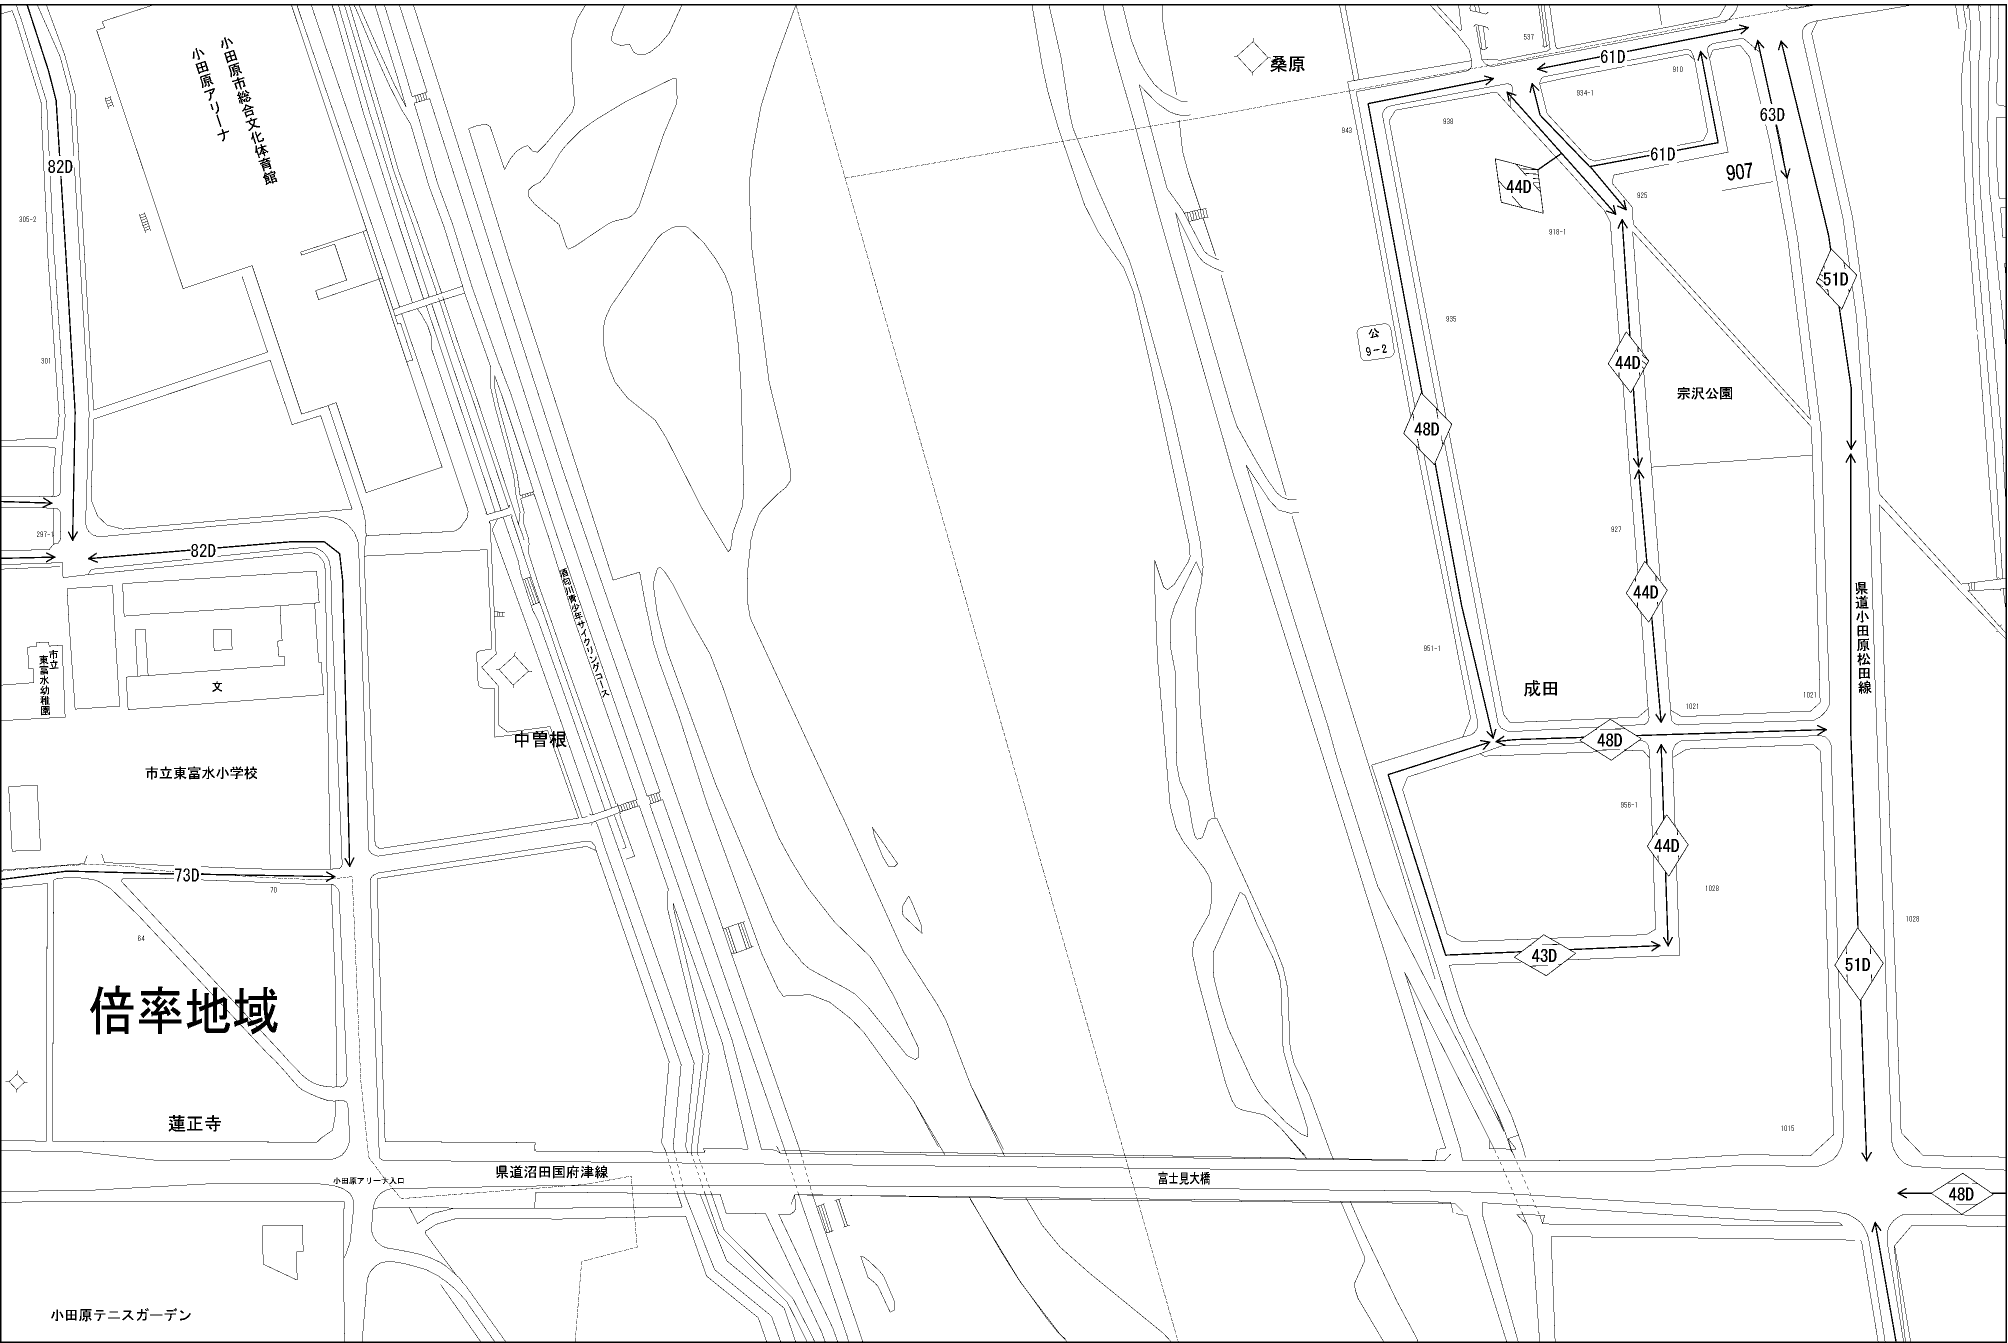 小田原市総合文化体育館
小田原アリーナ
桑原
537
61D
910
934-1
63D
938
943
61D
907
82D
44D
925
305-2
918-1
51D
935
公
9-2
301
44D
宗沢公園
48D
927
297-1
82D
酒匂川青少年サイクリングコース
44D
県道小田原松田線
市立
東富水幼稚園
951-1
文
成田
1021
1021
中曽根
48D
市立東富水小学校
956-1
44D
73D
70
1028
1028
64
43D
51D
倍率地域
蓮正寺
1015
県道沼田国府津線
小田原アリーナ入口
富士見大橋
48D
小田原テニスガーデン